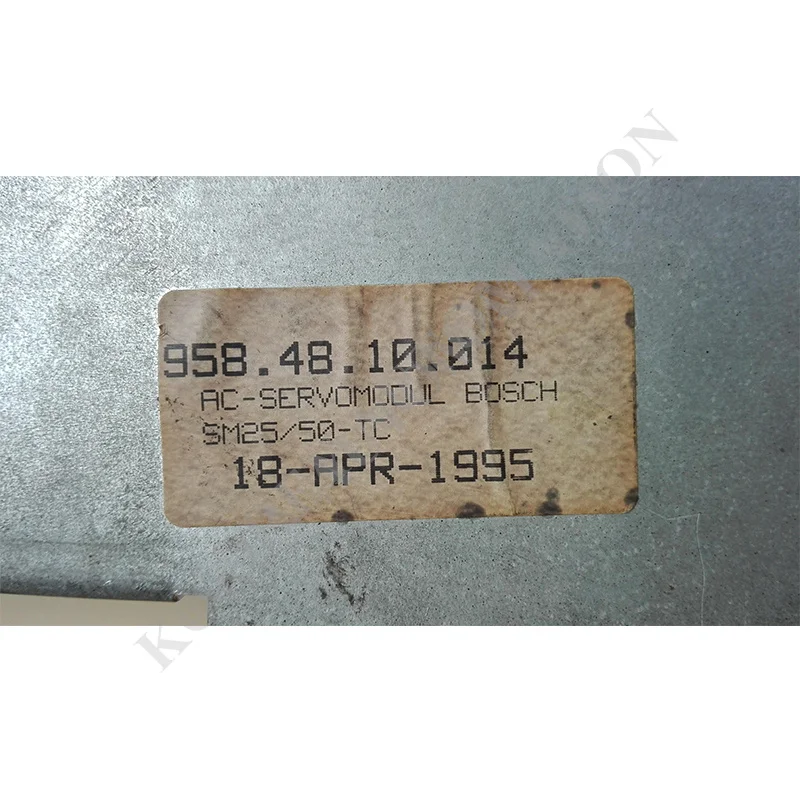 958.48.10.014
AC-SERVOMODUL BOSCH
SM25/50-TC
18-APR-1995